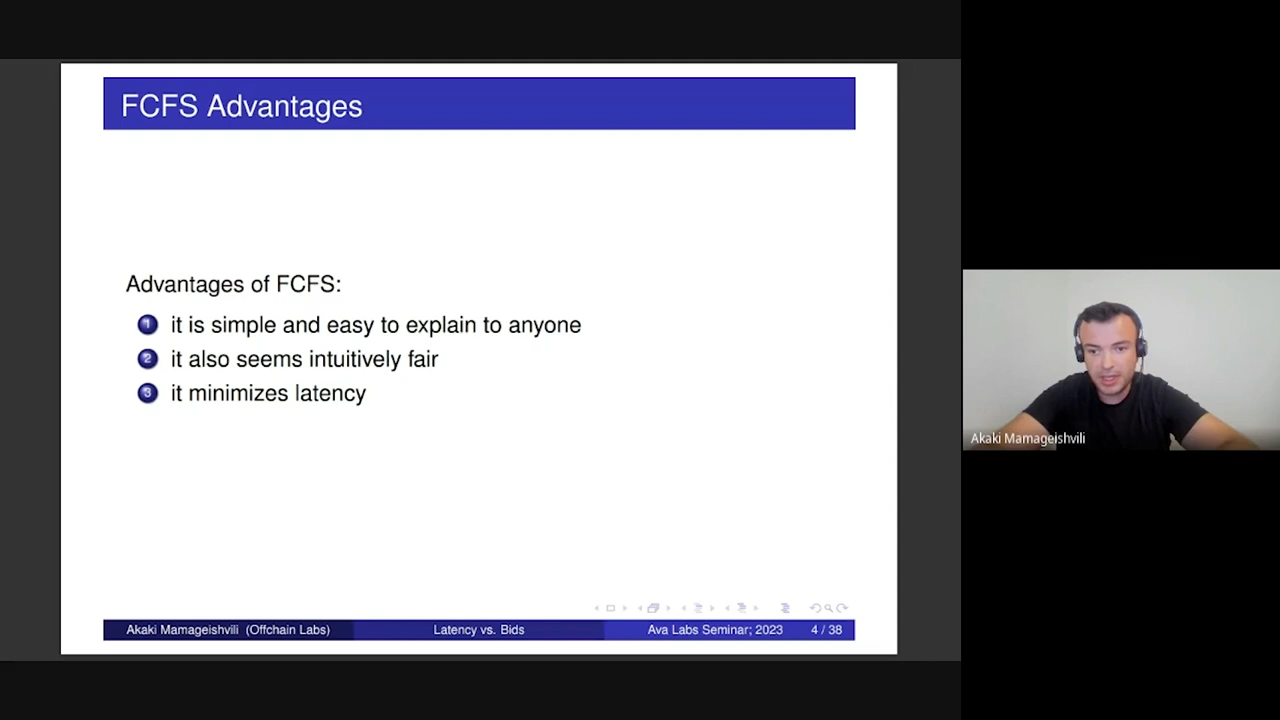 FCFS Advantages
Advantages of FCFS:
1 it is simple and easy to explain to anyone
2 it also seems intuitively fair
3 it minimizes latency
Akaki Mamageishvili (Offchain Labs) Latency vs. Bids Ava Labs Seminar; 2023 4 / 38
Akaki Mamageishvili